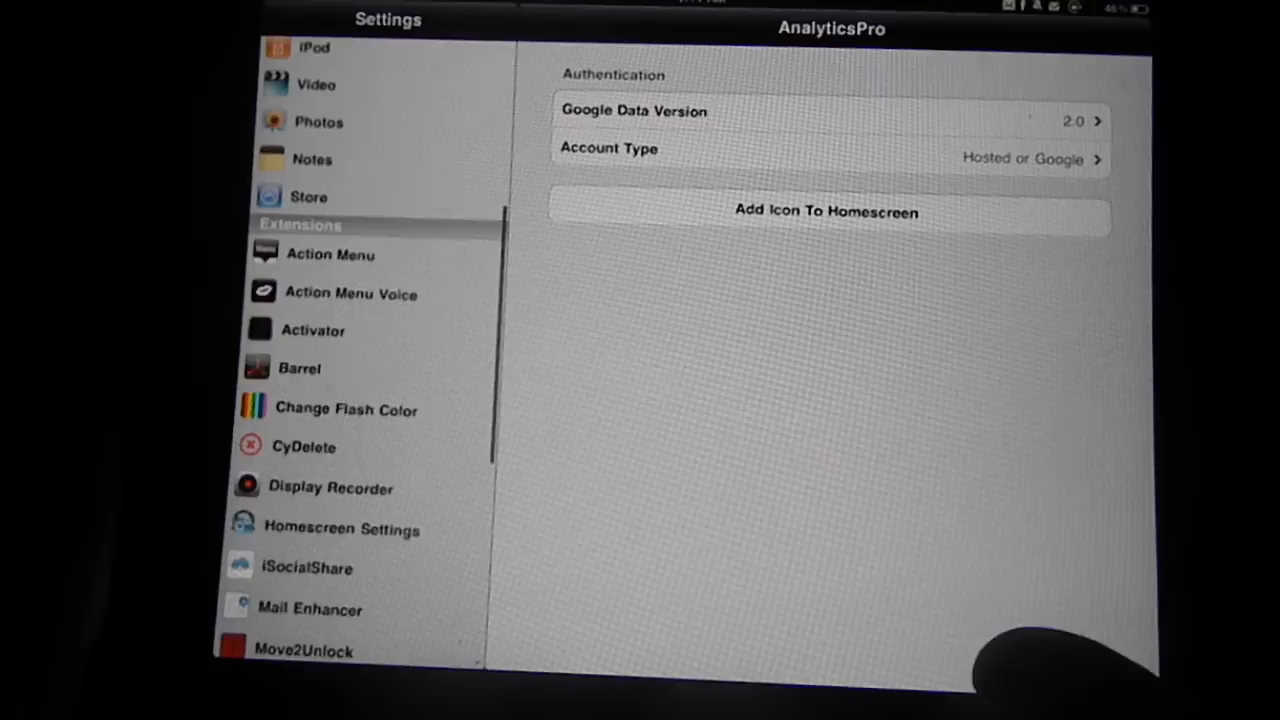 Settings
iPod
Video
Photos
Notes
Store
Extensions
Action Menu
Action Menu Voice
Activator
Barrel
Change Flash Color
CyDelete
Display Recorder
Homescreen Settings
iSocialShare
Mail Enhancer
Move2Unlock
AnalyticsPro
Authentication
Google Data Version 2.0
Account Type Hosted or Google
Add Icon To Homescreen